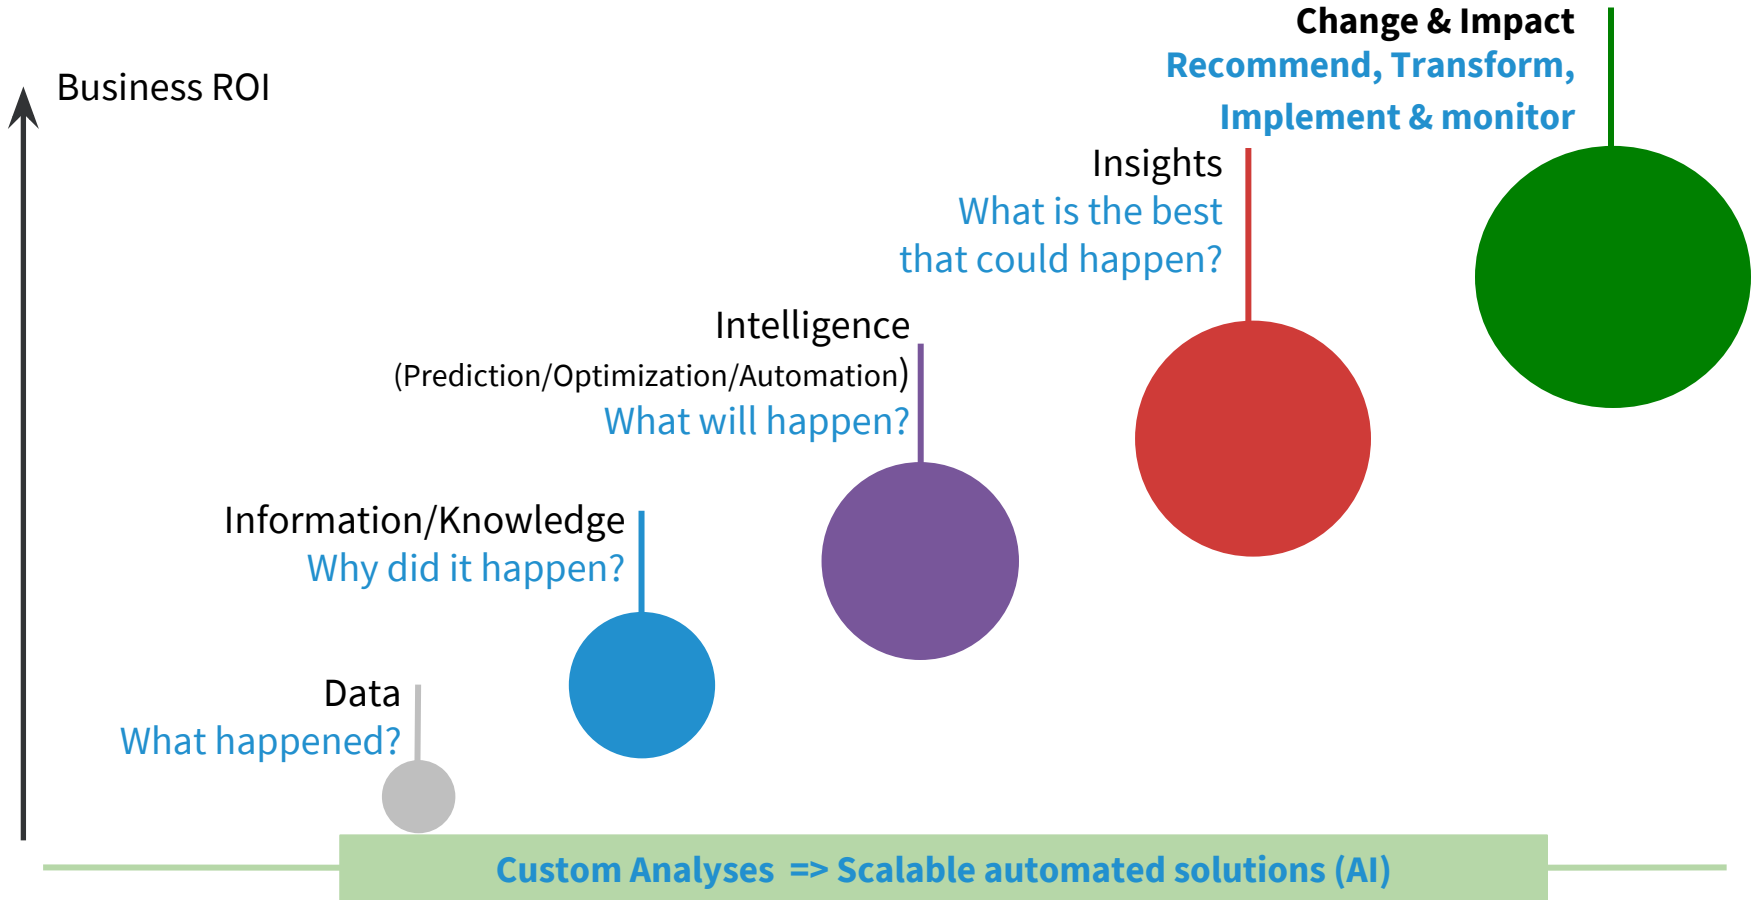 Change & Impact
Recommend, Transform,
Implement & monitor
Business ROI
Insights
What is the best
that could happen?
Intelligence
(Prediction/Optimization/Automation)
What will happen?
Information/Knowledge
Why did it happen?
Data
What happened?
Custom Analyses => Scalable automated solutions (AI)